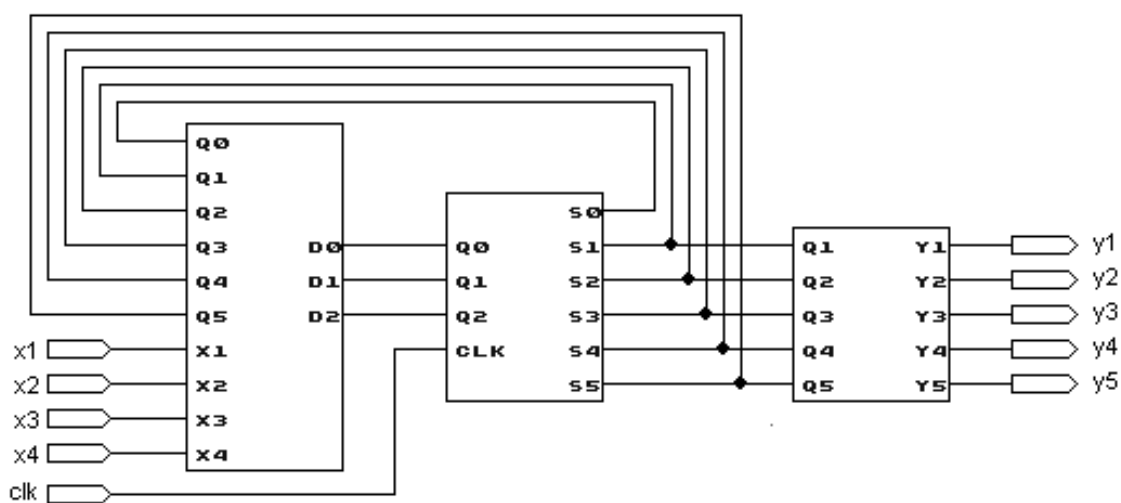 Q0
Q1
Q2 S0
Q3 D0 Q0 S1 Q1 Y1 y1
Q4 D1 Q1 S2 Q2 Y2 y2
Q5 D2 Q2 S3 Q3 Y3 y3
x1 X1 CLK S4 Q4 Y4 y4
x2 X2 S5 Q5 Y5 y5
x3 X3
x4 X4
clk